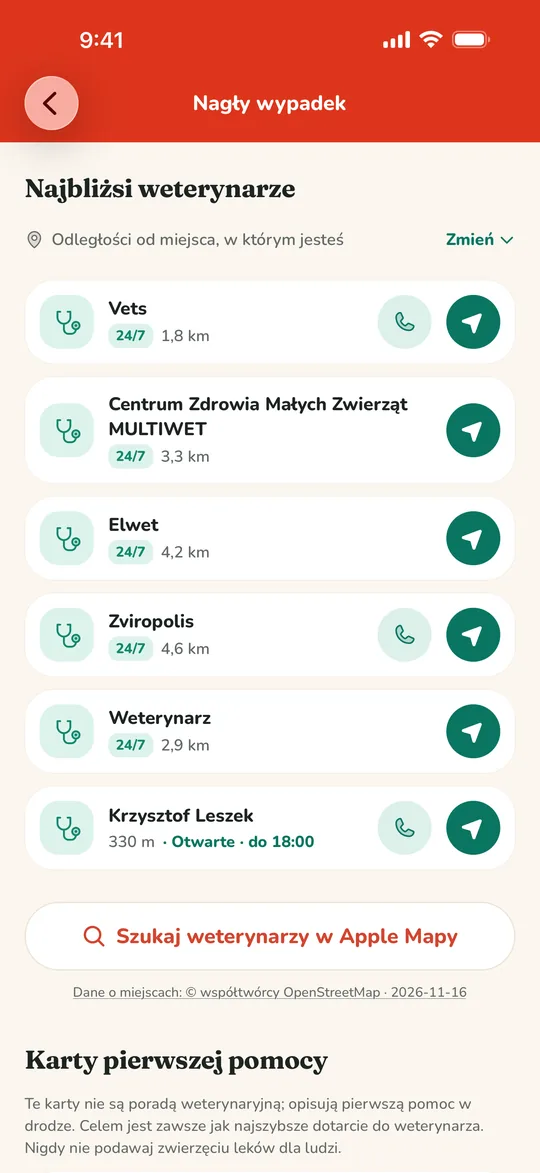 9:41
Nagły wypadek
Najbliżsi weterynarze
Odległości od miejsca, w którym jesteś
Zmień
Vets
24/7 1,8 km
Centrum Zdrowia Małych Zwierząt
MULTIWET
24/7 3,3 km
Elwet
24/7 4,2 km
Zviropolis
24/7 4,6 km
Weterynarz
24/7 2,9 km
Krzysztof Leszek
330 m · Otwarte · do 18:00
Szukaj weterynarzy w Apple Mapy
Dane o miejscach: © współtwórcy OpenStreetMap · 2026-11-16
Karty pierwszej pomocy
Te karty nie są poradą weterynaryjną; opisują pierwszą pomoc w
drodze. Celem jest zawsze jak najszybsze dotarcie do weterynarza.
Nigdy nie podawaj zwierzęciu leków dla ludzi.